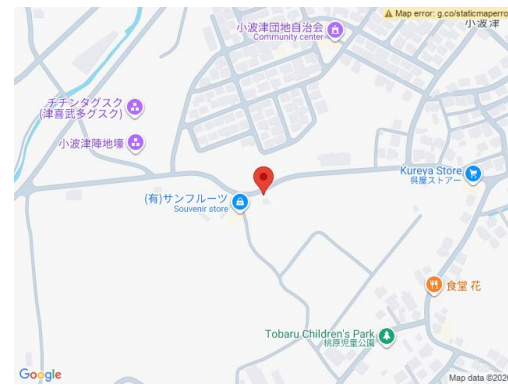 Map error: g.co/staticmaperro
小波津団地自治会
Community center
小波津
チチンタグスク
(津喜武多グスク)
小波津陣地壕
Kureya Store
呉屋ストアー
(有)サンフルーツ
Souvenir store
食堂 花
Tobaru Children's Park
桃原児童公園
Google
Map data ©2026